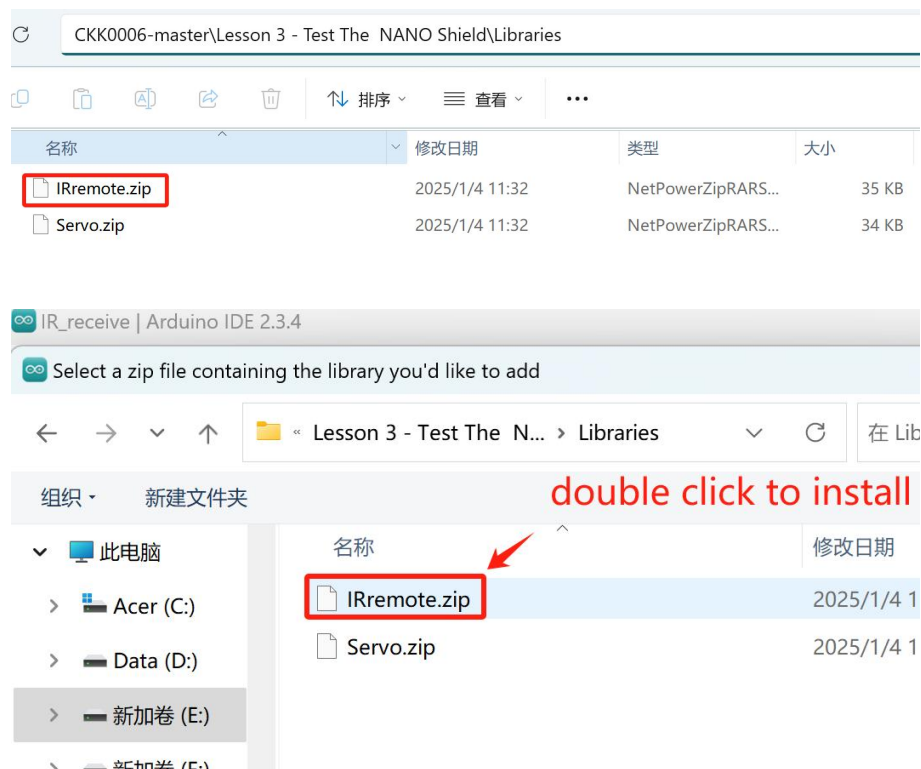 CKK0006-master\Lesson 3 - Test The  NANO Shield\Libraries
排序 查看
名称 修改日期 类型 大小
IRremote.zip 2025/1/4 11:32 NetPowerZipRARS... 35 KB
Servo.zip 2025/1/4 11:32 NetPowerZipRARS... 34 KB
IR_receive | Arduino IDE 2.3.4
Select a zip file containing the library you'd like to add
« Lesson 3 - Test The N... › Libraries 在 Lib
组织 新建文件夹 double click to install
此电脑 名称 修改日期
Acer (C:) IRremote.zip 2025/1/4 1
Data (D:) Servo.zip 2025/1/4 1
新加卷 (E:)
新加卷 (F:)